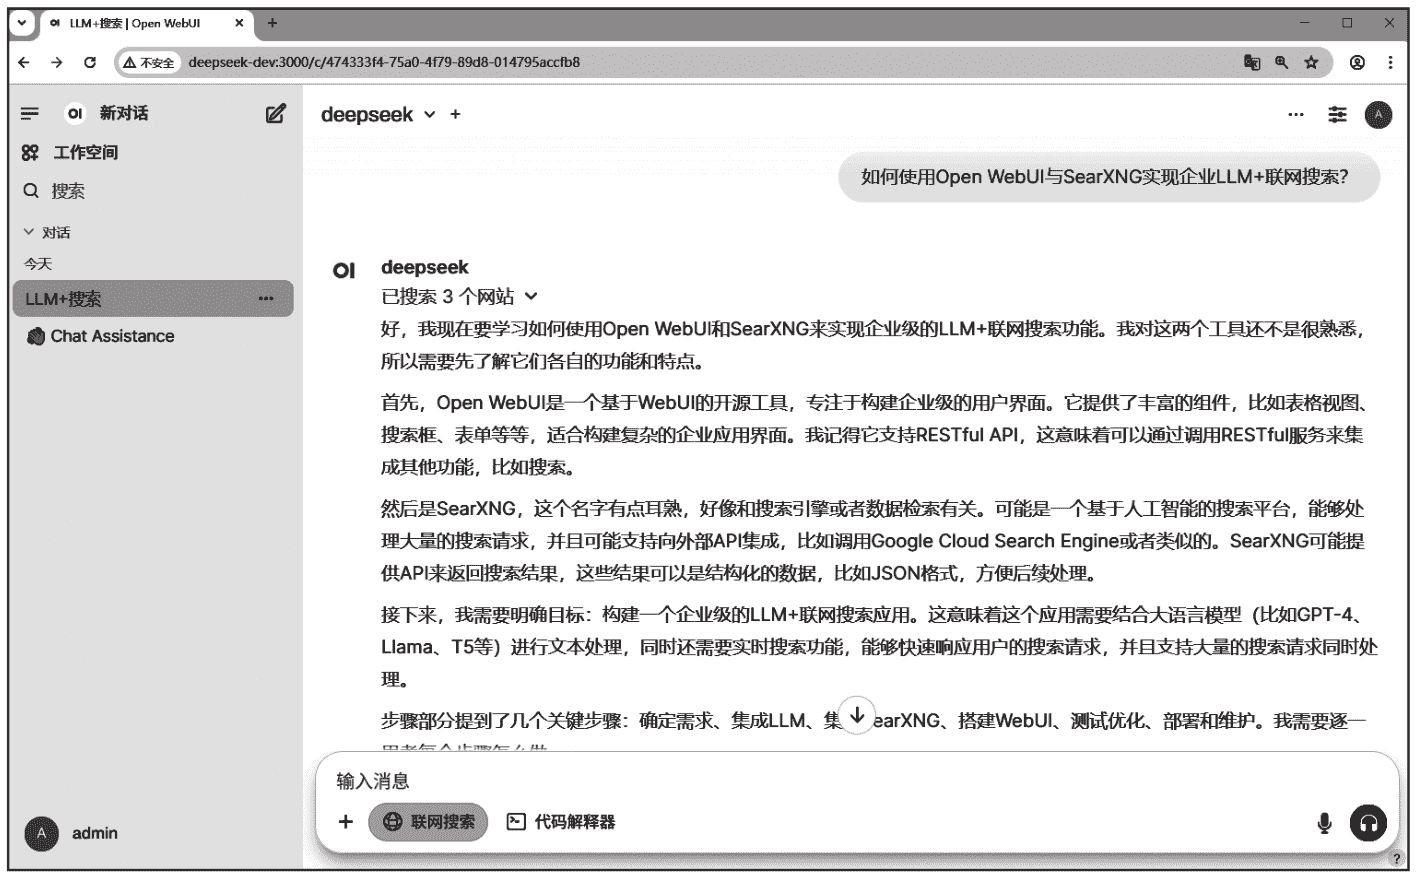 LLM+搜索 | Open WebUI
不安全
deepseek-dev:3000/c/474333f4-75a0-4f79-89d8-014795accfb8
OI 新对话
工作空间
搜索
对话
今天
LLM+搜索
Chat Assistance
A admin
deepseek
A
如何使用Open WebUI与SearXNG实现企业LLM+联网搜索?
OI deepseek
已搜索 3 个网站
好，我现在要学习如何使用Open WebUI和SearXNG来实现企业级的LLM+联网搜索功能。我对这两个工具还不是很熟悉，
所以需要先了解它们各自的功能和特点。
首先，Open WebUI是一个基于WebUI的开源工具，专注于构建企业级的用户界面。它提供了丰富的组件，比如表格视图、
搜索框、表单等等，适合构建复杂的企业应用界面。我记得它支持RESTful API，这意味着可以通过调用RESTful服务来集
成其他功能，比如搜索。
然后是SearXNG，这个名字有点耳熟，好像和搜索引擎或者数据检索有关。可能是一个基于人工智能的搜索平台，能够处
理大量的搜索请求，并且可能支持向外部API集成，比如调用Google Cloud Search Engine或者类似的。SearXNG可能提
供API来返回搜索结果，这些结果可以是结构化的数据，比如JSON格式，方便后续处理。
接下来，我需要明确目标：构建一个企业级的LLM+联网搜索应用。这意味着这个应用需要结合大语言模型（比如GPT-4、
Llama、T5等）进行文本处理，同时还需要实时搜索功能，能够快速响应用户的搜索请求，并且支持大量的搜索请求同时处
理。
步骤部分提到了几个关键步骤：确定需求、集成LLM、集 earXNG、搭建WebUI、测试优化、部署和维护。我需要逐一
输入消息
联网搜索 代码解释器
?